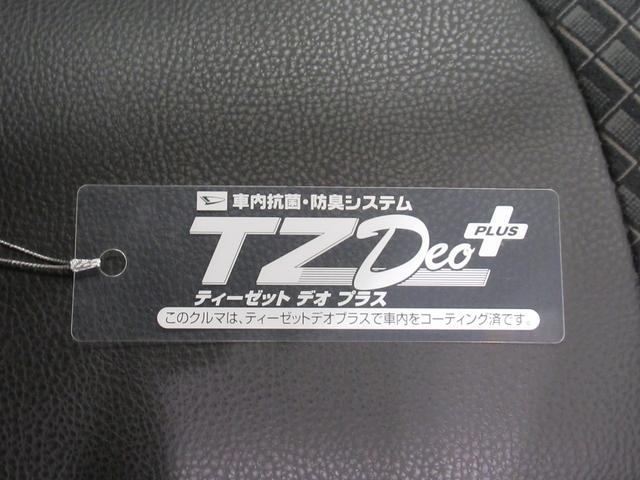 車内抗菌・防臭システム
TZ Deo PLUS
ティーゼット デオ プラス
このクルマは、ティーゼットデオプラスで車内をコーティング済です。